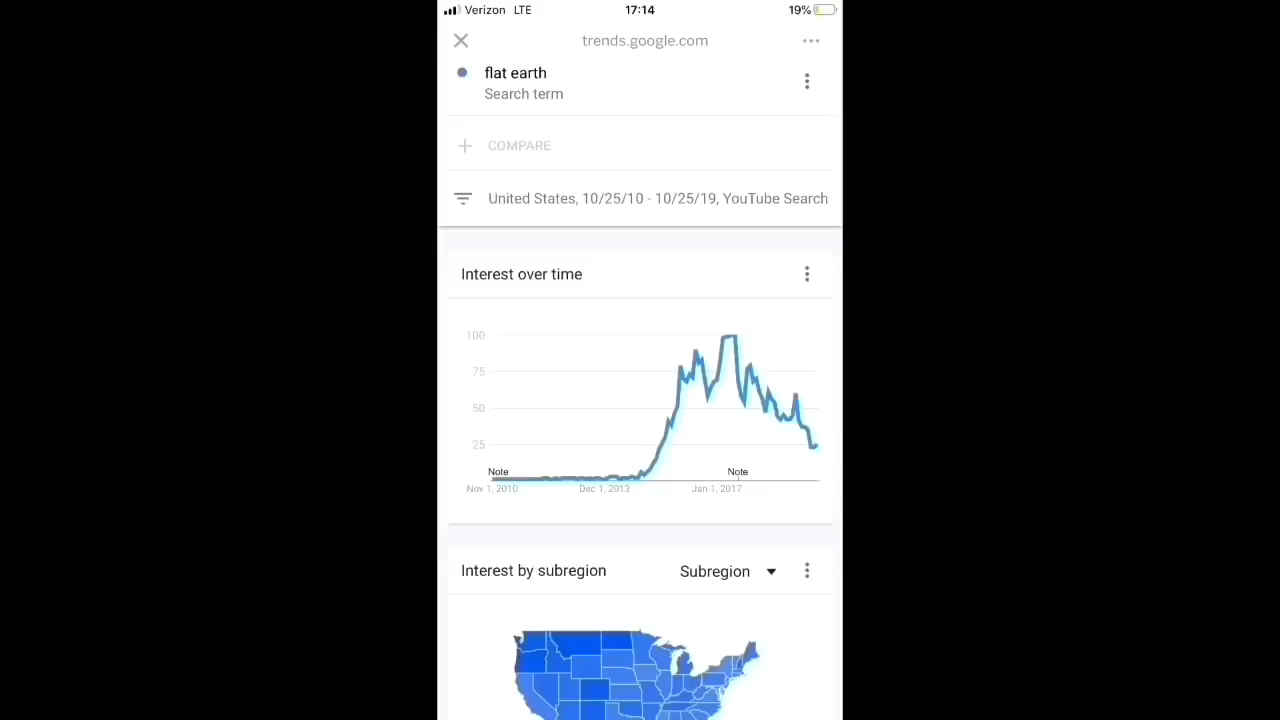 Verizon LTE 17:14 19%
trends.google.com
flat earth
Search term
COMPARE
United States, 10/25/10 - 10/25/19, YouTube Search
Interest over time
100
75
50
25
Note Note
Nov 1, 2010 Dec 1, 2013 Jan 1, 2017
Interest by subregion Subregion